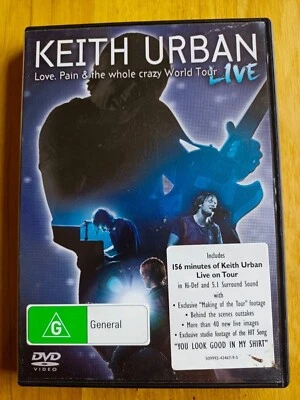 KEITH URBAN
Love, Pain & the whole crazy World Tour
LIVE
Includes
156 minutes of Keith Urban
Live on Tour
in Hi-Def and 5.1 Surround Sound
with
• Exclusive "Making of the Tour" footage
• Behind the scenes outtakes
• More than 40 new live images
• Exclusive studio footage of the HIT Song
"YOU LOOK GOOD IN MY SHIRT"
G
General
DVD
VIDEO